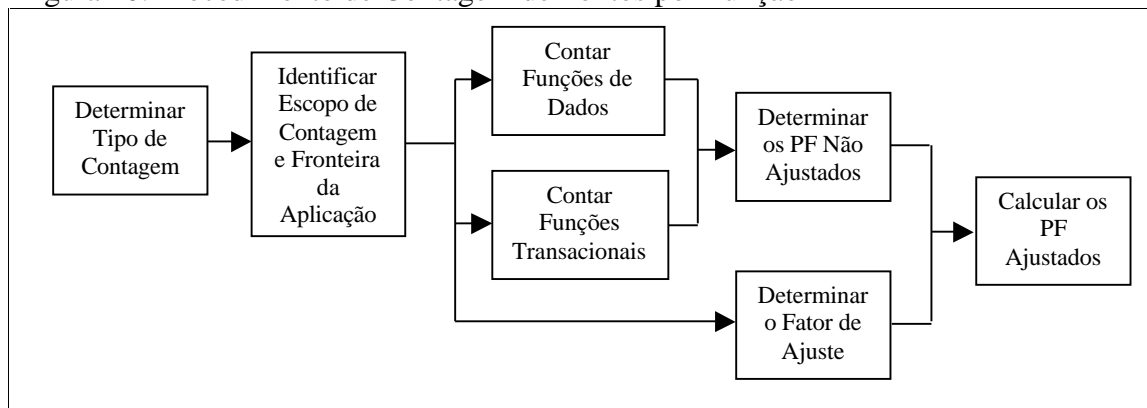 Determinar
Tipo de
Contagem
Identificar
Escopo de
Contagem
e Fronteira
da
Aplicação
Contar
Funções de
Dados
Contar
Funções
Transacionais
Determinar
os PF Não
Ajustados
Determinar
o Fator de
Ajuste
Calcular os
PF
Ajustados